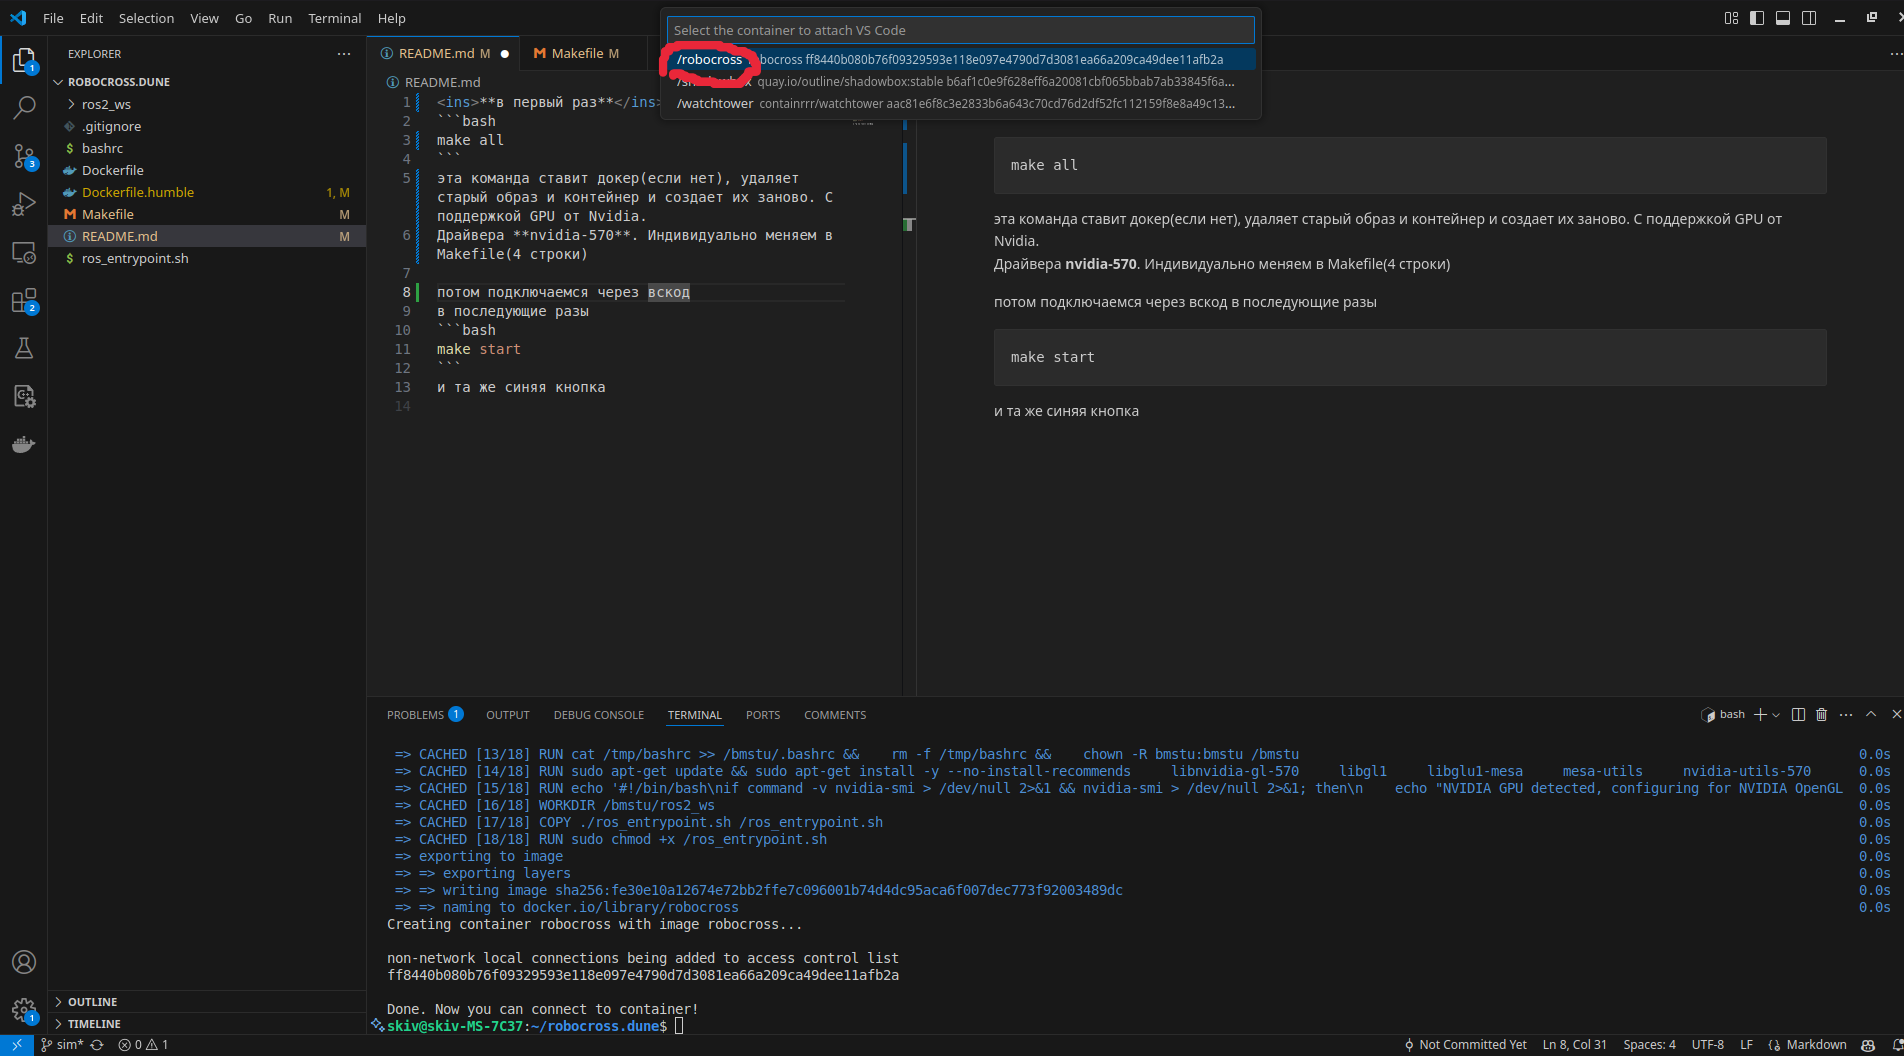 File Edit Selection View Go Run Terminal Help
Select the container to attach VS Code
/robocross robocross ff8440b080b76f09329593e118e097e4790d7d3081ea66a209ca49dee11afb2a
quay.io/outline/shadowbox:stable b6af1c0e9f628eff6a20081cbf065bbab7ab33845f6a...
/watchtower containrrr/watchtower aac81e6f8c3e2833b6a643c70cd76d2df52fc112159f8e8a49c13...
EXPLORER
ROBOCROSS.DUNE
ros2_ws
.gitignore
bashrc
Dockerfile
Dockerfile.humble 1, M
Makefile M
README.md M
ros_entrypoint.sh
OUTLINE
TIMELINE
1
3
2
1
README.md M
Makefile M
README.md
1 <ins>**в первый раз**</ins>
2 ```bash
3 make all
4 ```
5 эта команда ставит докер(если нет), удаляет
старый образ и контейнер и создает их заново. С
поддержкой GPU от Nvidia.
6 Драйвера **nvidia-570**. Индивидуально меняем в
Makefile(4 строки)
7
8 потом подключаемся через вскод
9 в последующие разы
10 ```bash
11 make start
12 ```
13 и та же синяя кнопка
14
make all
эта команда ставит докер(если нет), удаляет старый образ и контейнер и создает их заново. С поддержкой GPU от
Nvidia.
Драйвера nvidia-570. Индивидуально меняем в Makefile(4 строки)
потом подключаемся через вскод в последующие разы
make start
и та же синяя кнопка
PROBLEMS 1 OUTPUT DEBUG CONSOLE TERMINAL PORTS COMMENTS
bash
=> CACHED [13/18] RUN cat /tmp/bashrc >> /bmstu/.bashrc &&    rm -f /tmp/bashrc &&    chown -R bmstu:bmstu /bmstu 0.0s
=> CACHED [14/18] RUN sudo apt-get update && sudo apt-get install -y --no-install-recommends     libnvidia-gl-570     libgl1     libglu1-mesa     mesa-utils     nvidia-utils-570 0.0s
=> CACHED [15/18] RUN echo '#!/bin/bash\nif command -v nvidia-smi > /dev/null 2>&1 && nvidia-smi > /dev/null 2>&1; then\n    echo "NVIDIA GPU detected, configuring for NVIDIA OpenGL 0.0s
=> CACHED [16/18] WORKDIR /bmstu/ros2_ws 0.0s
=> CACHED [17/18] COPY ./ros_entrypoint.sh /ros_entrypoint.sh 0.0s
=> CACHED [18/18] RUN sudo chmod +x /ros_entrypoint.sh 0.0s
=> exporting to image 0.0s
=> => exporting layers 0.0s
=> => writing image sha256:fe30e10a12674e72bb2ffe7c096001b74d4dc95aca6f007dec773f92003489dc 0.0s
=> => naming to docker.io/library/robocross 0.0s
Creating container robocross with image robocross...
non-network local connections being added to access control list
ff8440b080b76f09329593e118e097e4790d7d3081ea66a209ca49dee11afb2a
Done. Now you can connect to container!
skiv@skiv-MS-7C37:~/robocross.dune$
sim* 0 1 Not Committed Yet Ln 8, Col 31 Spaces: 4 UTF-8 LF Markdown